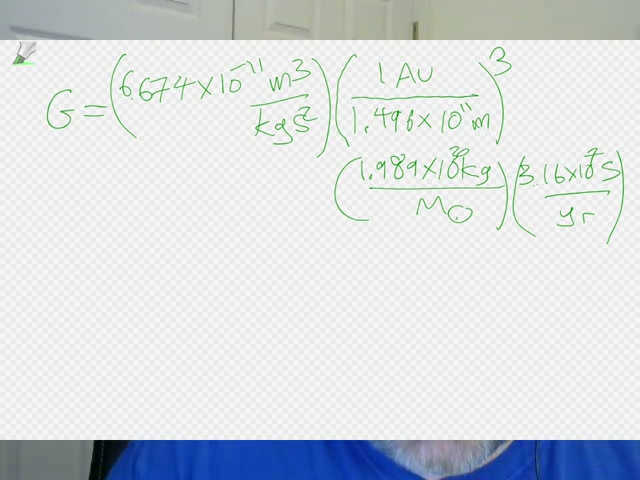 G = (6.674×10⁻¹¹ m³/kg s²) (1 AU/1.496×10¹¹ m)³
(1.989×10³⁰ kg/M⊙) (3.16×10⁷ s/yr)